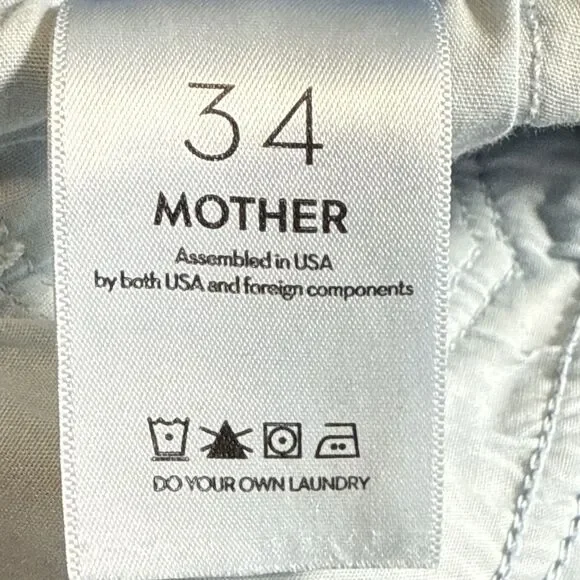 34
MOTHER
Assembled in USA
by both USA and foreign components
DO YOUR OWN LAUNDRY